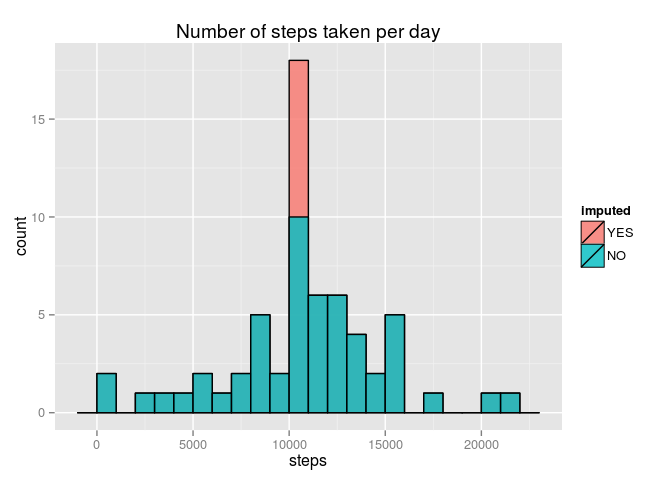 Number of steps taken per day
count
15
10
5
0
0
5000
10000
15000
20000
steps
imputed
YES
NO